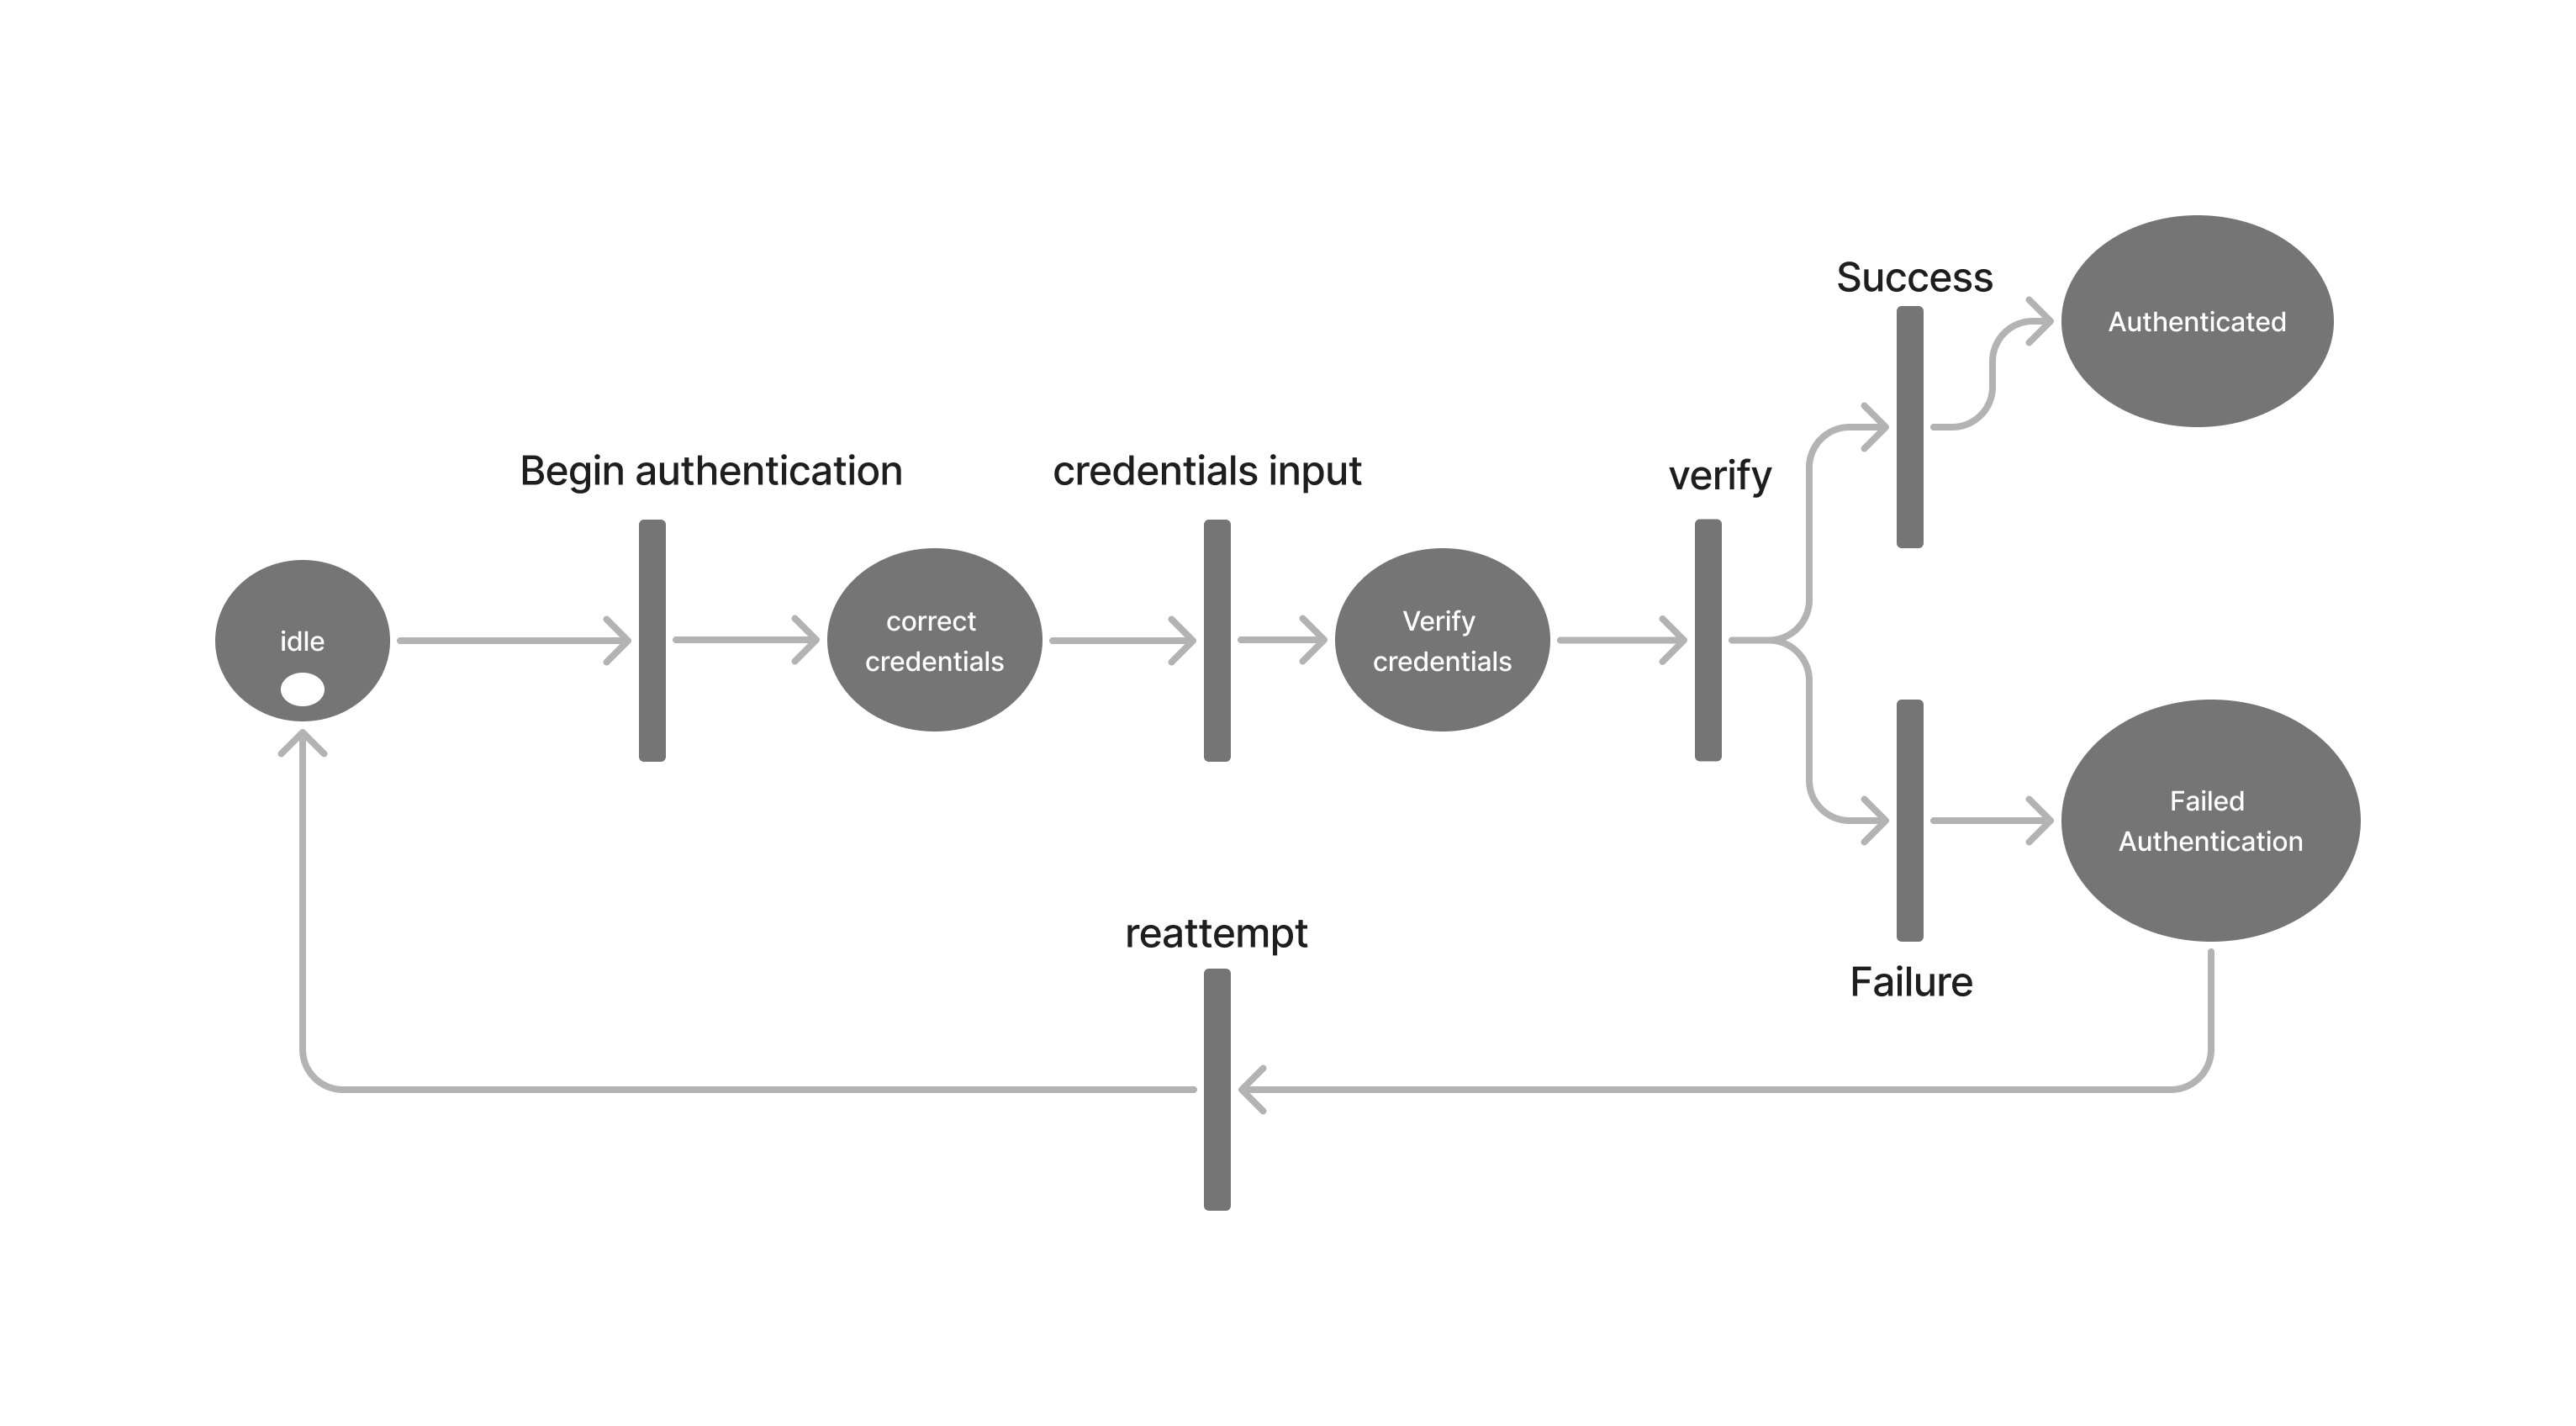 Success
Authenticated
Begin authentication
credentials input
verify
idle
correct
credentials
Verify
credentials
Failed
Authentication
reattempt
Failure